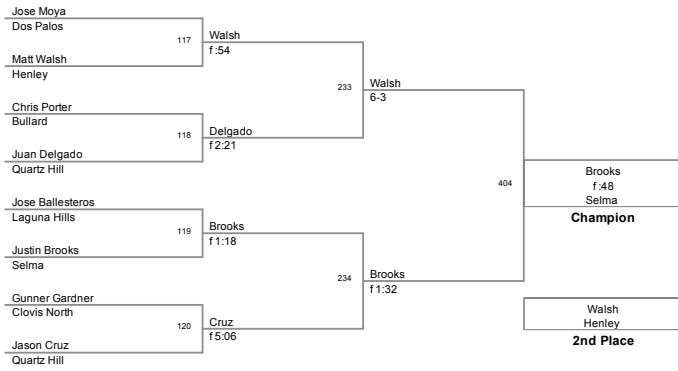 Jose Moya
Dos Palos
117
Walsh
f :54
Matt Walsh
Henley
233
Walsh
6-3
Chris Porter
Bullard
118
Delgado
f 2:21
Juan Delgado
Quartz Hill
404
Brooks
f :48
Selma
Champion
Jose Ballesteros
Laguna Hills
119
Brooks
f 1:18
Justin Brooks
Selma
234
Brooks
f 1:32
Gunner Gardner
Clovis North
120
Cruz
f 5:06
Jason Cruz
Quartz Hill
Walsh
Henley
2nd Place